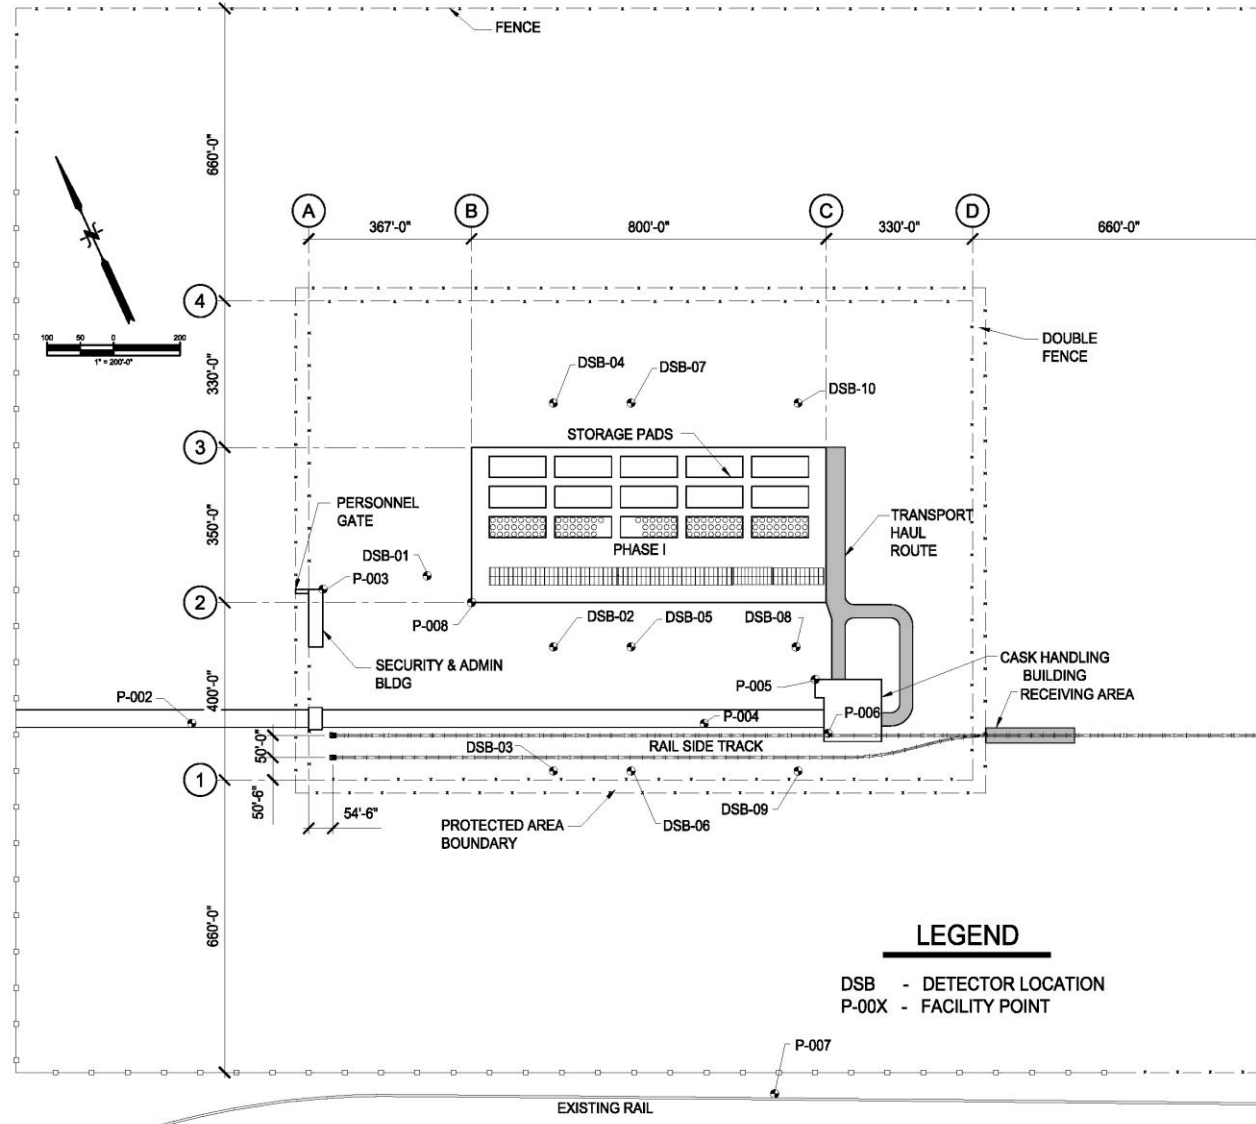 FENCE
660'-0"
A
B
C
D
367'-0"
800'-0"
330'-0"
660'-0"
4
100 50 0 200
1" = 200'-0"
DOUBLE
FENCE
330'-0"
DSB-04
DSB-07
DSB-10
3
STORAGE PADS
PERSONNEL
GATE
TRANSPORT
HAUL
ROUTE
350'-0"
PHASE I
DSB-01
P-003
2
P-008
DSB-02
DSB-05
DSB-08
SECURITY & ADMIN
BLDG
CASK HANDLING
BUILDING
RECEIVING AREA
P-005
P-002
400'-0"
P-004
P-006
50'-0"
DSB-03
RAIL SIDE TRACK
1
50'-6"
54'-6"
PROTECTED AREA
BOUNDARY
DSB-06
DSB-09
660'-0"
LEGEND
DSB - DETECTOR LOCATION
P-00X - FACILITY POINT
P-007
EXISTING RAIL